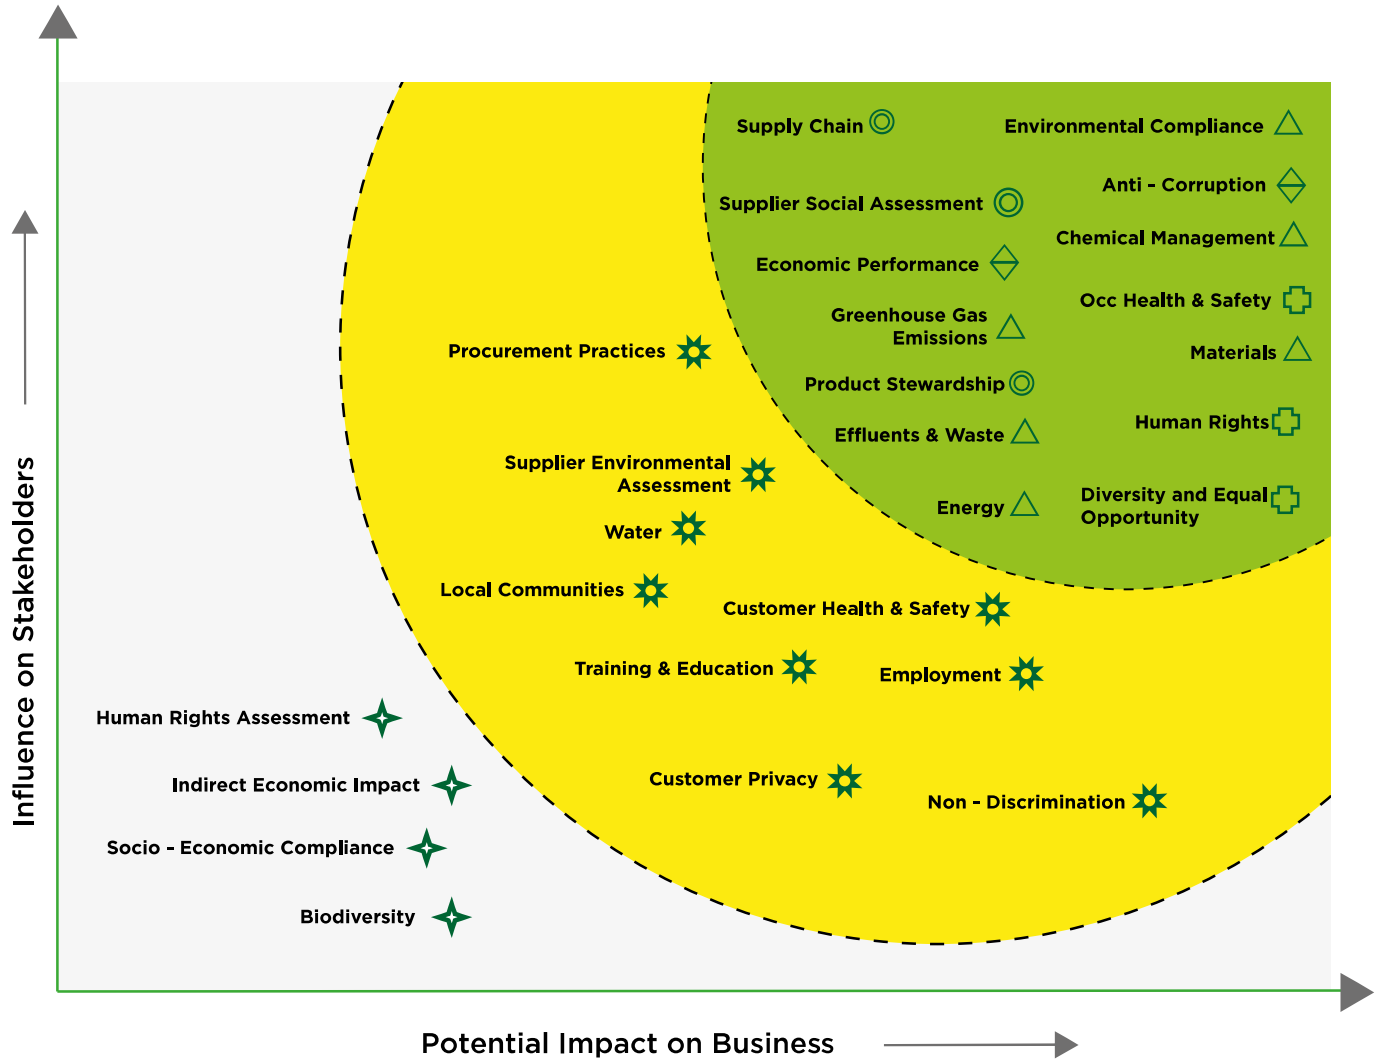 Supply Chain
Environmental Compliance
Anti - Corruption
Supplier Social Assessment
Chemical Management
Economic Performance
Occ Health & Safety
Greenhouse Gas
Emissions
Materials
Product Stewardship
Human Rights
Effluents & Waste
Energy
Diversity and Equal
Opportunity
Procurement Practices
Supplier Environmental
Assessment
Water
Local Communities
Customer Health & Safety
Training & Education
Employment
Customer Privacy
Non - Discrimination
Human Rights Assessment
Indirect Economic Impact
Socio - Economic Compliance
Biodiversity
Influence on Stakeholders
Potential Impact on Business